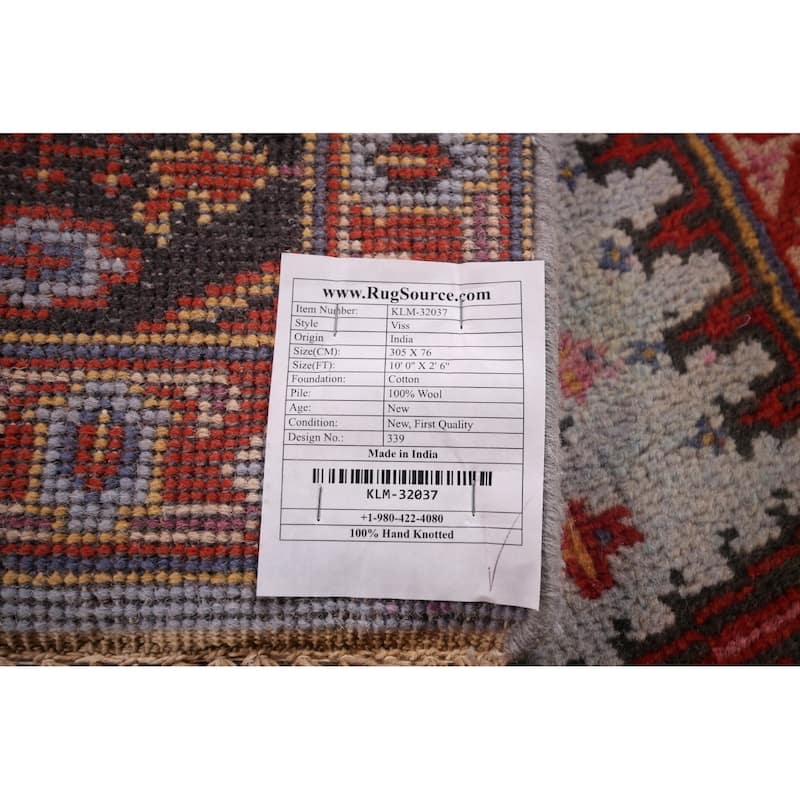 www.RugSource.com
Item Number: KLM-32037
Style Viss
Origin India
Size(CM): 305 X 76
Size(FT): 10' 0" X 2' 6"
Foundation: Cotton
Pile: 100% Wool
Age: New
Condition: New, First Quality
Design No.: 339
Made in India
KLM-32037
+1-980-422-4080
100% Hand Knotted